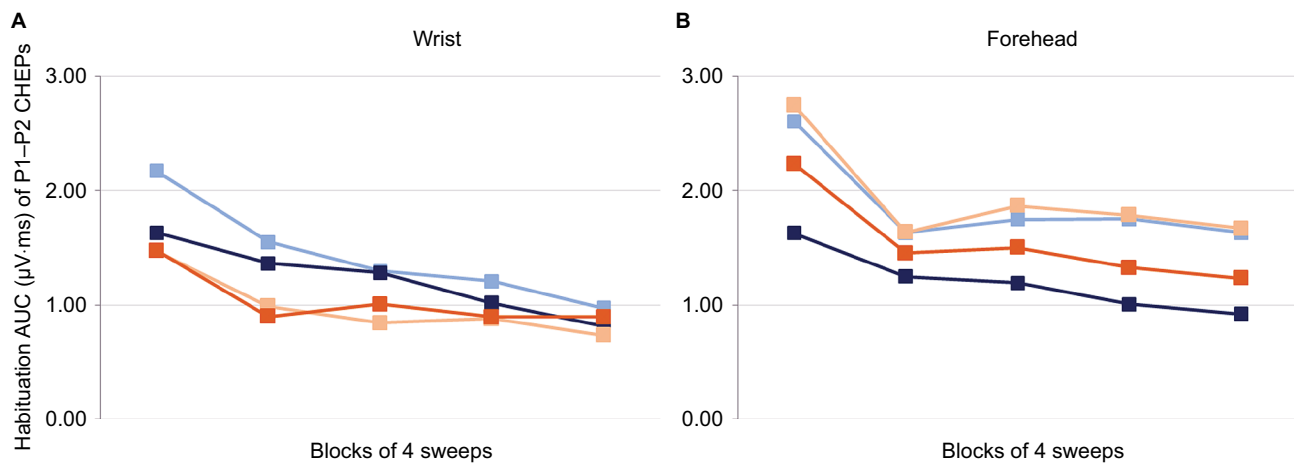 A
Wrist
Habituation AUC (µV·ms) of P1–P2 CHEPs
3.00
2.00
1.00
0.00
Blocks of 4 sweeps
B
Forehead
3.00
2.00
1.00
0.00
Blocks of 4 sweeps